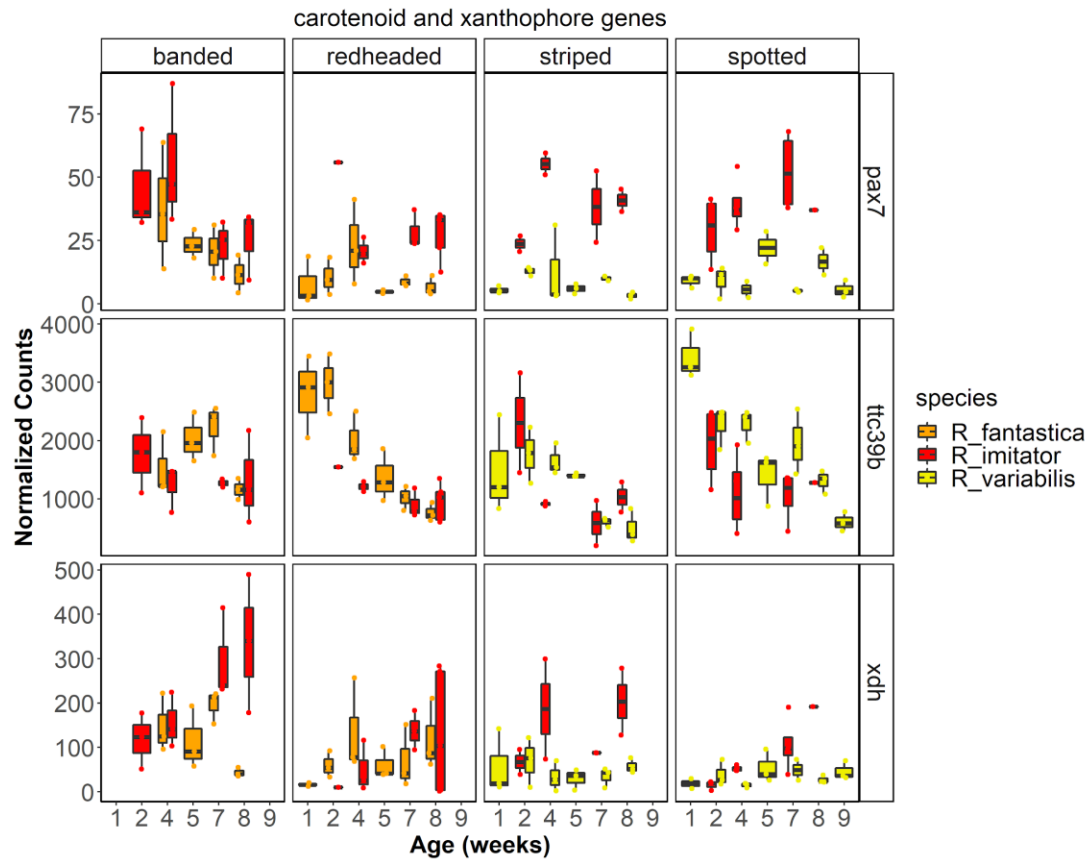 carotenoid and xanthophore genes
banded redheaded striped spotted
75
50
25
0
pax7
4000
3000
2000
1000
ttc39b
Normalized Counts
species
R_fantastica
R_imitator
R_variabilis
500
400
300
200
100
0
xdh
1 2 4 5 7 8 9 1 2 4 5 7 8 9 1 2 4 5 7 8 9 1 2 4 5 7 8 9
Age (weeks)